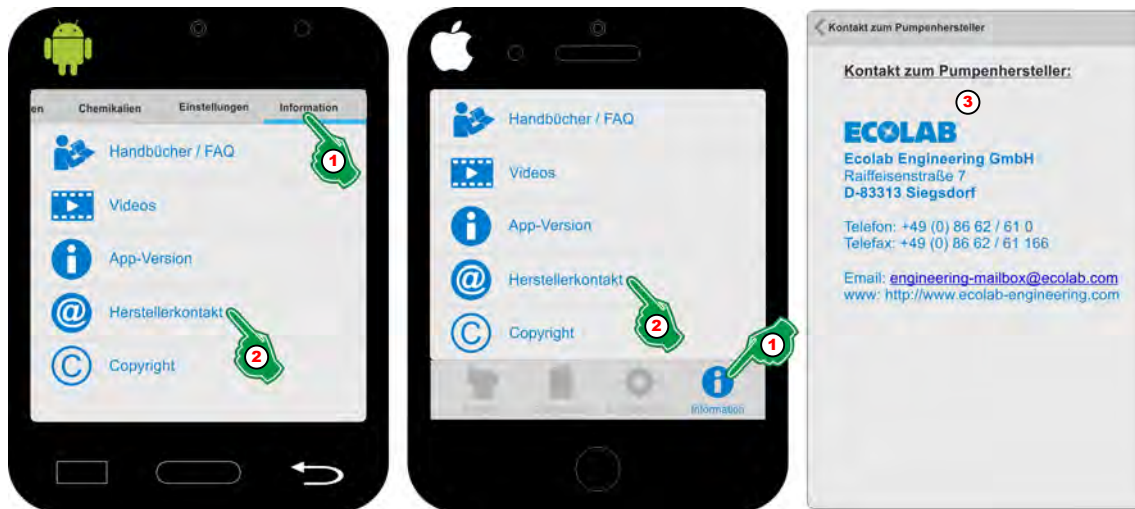 en Chemikalien Einstellungen Information
1
Handbücher / FAQ
Videos
App-Version
@ Herstellerkontakt
2
© Copyright
Handbücher / FAQ
Videos
App-Version
@ Herstellerkontakt
2
© Copyright
1
Information
Kontakt zum Pumpenhersteller
Kontakt zum Pumpenhersteller:
3
ECOLAB
Ecolab Engineering GmbH
Raiffeisenstraße 7
D-83313 Siegsdorf
Telefon: +49 (0) 86 62 / 61 0
Telefax: +49 (0) 86 62 / 61 166
Email: engineering-mailbox@ecolab.com
www: http://www.ecolab-engineering.com